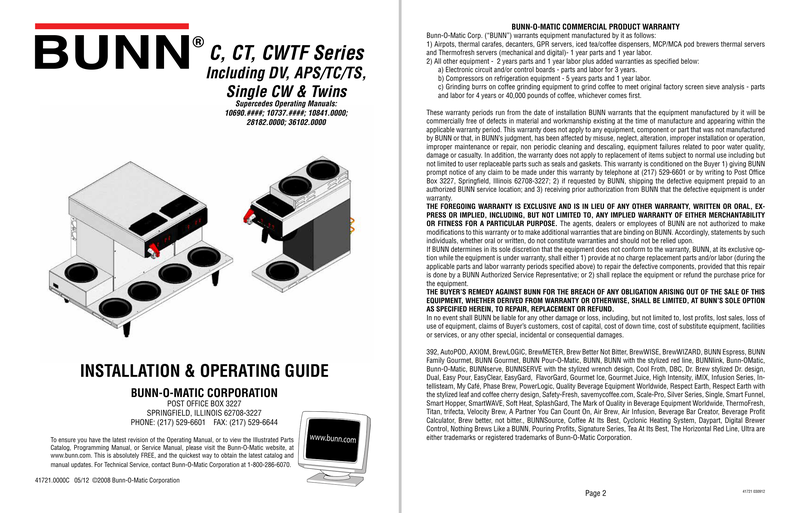 BUNN®
C, CT, CWTF Series
Including DV, APS/TC/TS,
Single CW & Twins
Supercedes Operating Manuals:
10690.####; 10737.####; 10841.0000;
28182.0000; 36102.0000
INSTALLATION & OPERATING GUIDE
BUNN-O-MATIC CORPORATION
POST OFFICE BOX 3227
SPRINGFIELD, ILLINOIS 62708-3227
PHONE: (217) 529-6601 FAX: (217) 529-6644
www.bunn.com
To ensure you have the latest revision of the Operating Manual, or to view the Illustrated Parts
Catalog, Programming Manual, or Service Manual, please visit the Bunn-O-Matic website, at
www.bunn.com. This is absolutely FREE, and the quickest way to obtain the latest catalog and
manual updates. For Technical Service, contact Bunn-O-Matic Corporation at 1-800-286-6070.
41721.0000C 05/12 ©2008 Bunn-O-Matic Corporation
BUNN-O-MATIC COMMERCIAL PRODUCT WARRANTY
Bunn-O-Matic Corp. (“BUNN”) warrants equipment manufactured by it as follows:
1) Airpots, thermal carafes, decanters, GPR servers, iced tea/coffee dispensers, MCP/MCA pod brewers thermal servers
and Thermofresh servers (mechanical and digital)- 1 year parts and 1 year labor.
2) All other equipment - 2 years parts and 1 year labor plus added warranties as specified below:
a) Electronic circuit and/or control boards - parts and labor for 3 years.
b) Compressors on refrigeration equipment - 5 years parts and 1 year labor.
c) Grinding burrs on coffee grinding equipment to grind coffee to meet original factory screen sieve analysis - parts
and labor for 4 years or 40,000 pounds of coffee, whichever comes first.
These warranty periods run from the date of installation BUNN warrants that the equipment manufactured by it will be
commercially free of defects in material and workmanship existing at the time of manufacture and appearing within the
applicable warranty period. This warranty does not apply to any equipment, component or part that was not manufactured
by BUNN or that, in BUNN’s judgment, has been affected by misuse, neglect, alteration, improper installation or operation,
improper maintenance or repair, non periodic cleaning and descaling, equipment failures related to poor water quality,
damage or casualty. In addition, the warranty does not apply to replacement of items subject to normal use including but
not limited to user replaceable parts such as seals and gaskets. This warranty is conditioned on the Buyer 1) giving BUNN
prompt notice of any claim to be made under this warranty by telephone at (217) 529-6601 or by writing to Post Office
Box 3227, Springfield, Illinois 62708-3227; 2) if requested by BUNN, shipping the defective equipment prepaid to an
authorized BUNN service location; and 3) receiving prior authorization from BUNN that the defective equipment is under
warranty.
THE FOREGOING WARRANTY IS EXCLUSIVE AND IS IN LIEU OF ANY OTHER WARRANTY, WRITTEN OR ORAL, EX-
PRESS OR IMPLIED, INCLUDING, BUT NOT LIMITED TO, ANY IMPLIED WARRANTY OF EITHER MERCHANTABILITY
OR FITNESS FOR A PARTICULAR PURPOSE. The agents, dealers or employees of BUNN are not authorized to make
modifications to this warranty or to make additional warranties that are binding on BUNN. Accordingly, statements by such
individuals, whether oral or written, do not constitute warranties and should not be relied upon.
If BUNN determines in its sole discretion that the equipment does not conform to the warranty, BUNN, at its exclusive op-
tion while the equipment is under warranty, shall either 1) provide at no charge replacement parts and/or labor (during the
applicable parts and labor warranty periods specified above) to repair the defective components, provided that this repair
is done by a BUNN Authorized Service Representative; or 2) shall replace the equipment or refund the purchase price for
the equipment.
THE BUYER’S REMEDY AGAINST BUNN FOR THE BREACH OF ANY OBLIGATION ARISING OUT OF THE SALE OF THIS
EQUIPMENT, WHETHER DERIVED FROM WARRANTY OR OTHERWISE, SHALL BE LIMITED, AT BUNN’S SOLE OPTION
AS SPECIFIED HEREIN, TO REPAIR, REPLACEMENT OR REFUND.
In no event shall BUNN be liable for any other damage or loss, including, but not limited to, lost profits, lost sales, loss of
use of equipment, claims of Buyer’s customers, cost of capital, cost of down time, cost of substitute equipment, facilities
or services, or any other special, incidental or consequential damages.
392, AutoPOD, AXIOM, BrewLOGIC, BrewMETER, Brew Better Not Bitter, BrewWISE, BrewWIZARD, BUNN Espress, BUNN
Family Gourmet, BUNN Gourmet, BUNN Pour-O-Matic, BUNN, BUNN with the stylized red line, BUNNlink, Bunn-OMatic,
Bunn-O-Matic, BUNNserve, BUNNSERVE with the stylized wrench design, Cool Froth, DBC, Dr. Brew stylized Dr. design,
Dual, Easy Pour, EasyClear, EasyGard, FlavorGard, Gourmet Ice, Gourmet Juice, High Intensity, iMIX, Infusion Series, In-
tellisteam, My Café, Phase Brew, PowerLogic, Quality Beverage Equipment Worldwide, Respect Earth, Respect Earth with
the stylized leaf and coffee cherry design, Safety-Fresh, savemycoffee.com, Scale-Pro, Silver Series, Single, Smart Funnel,
Smart Hopper, SmartWAVE, Soft Heat, SplashGard, The Mark of Quality in Beverage Equipment Worldwide, ThermoFresh,
Titan, trifecta, Velocity Brew, A Partner You Can Count On, Air Brew, Air Infusion, Beverage Bar Creator, Beverage Profit
Calculator, Brew better, not bitter., BUNNSource, Coffee At Its Best, Cyclonic Heating System, Daypart, Digital Brewer
Control, Nothing Brews Like a BUNN, Pouring Profits, Signature Series, Tea At Its Best, The Horizontal Red Line, Ultra are
either trademarks or registered trademarks of Bunn-O-Matic Corporation.
Page 2